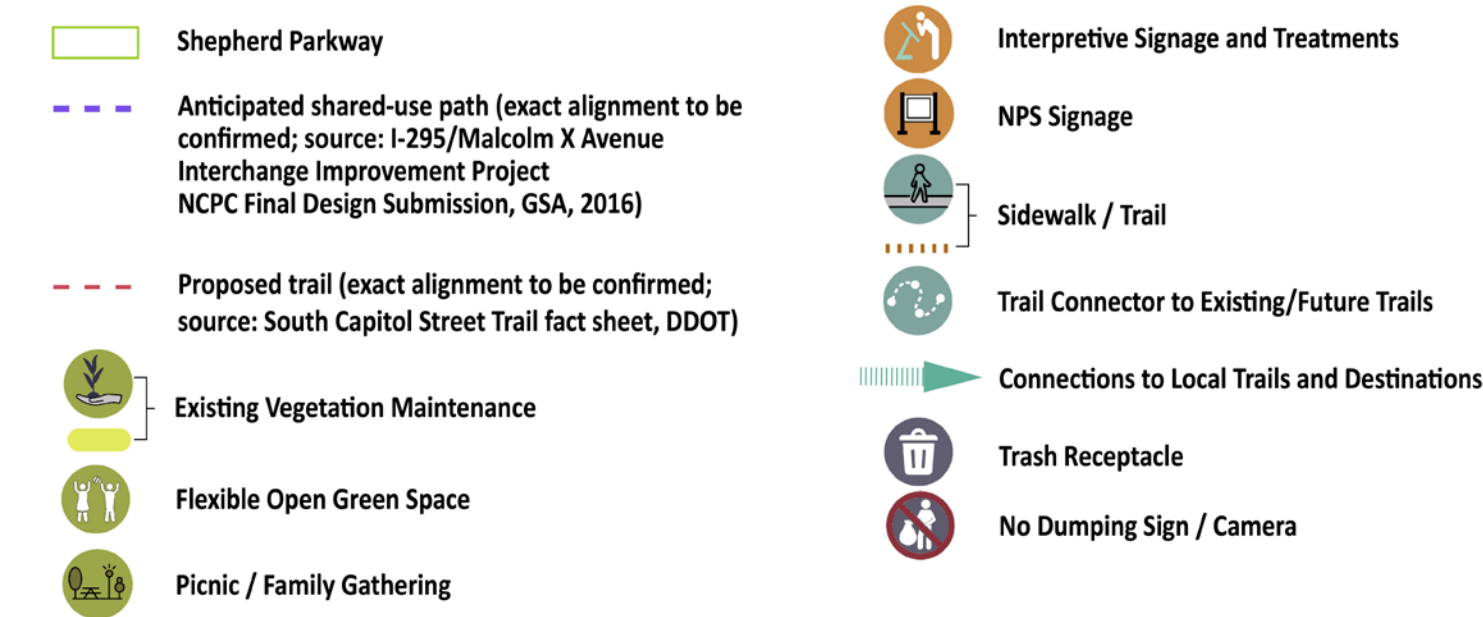 Shepherd Parkway
Anticipated shared-use path (exact alignment to be
confirmed; source: I-295/Malcolm X Avenue
Interchange Improvement Project
NCPC Final Design Submission, GSA, 2016)
Proposed trail (exact alignment to be confirmed;
source: South Capitol Street Trail fact sheet, DDOT)
Existing Vegetation Maintenance
Flexible Open Green Space
Picnic / Family Gathering
Interpretive Signage and Treatments
NPS Signage
Sidewalk / Trail
Trail Connector to Existing/Future Trails
Connections to Local Trails and Destinations
Trash Receptacle
No Dumping Sign / Camera